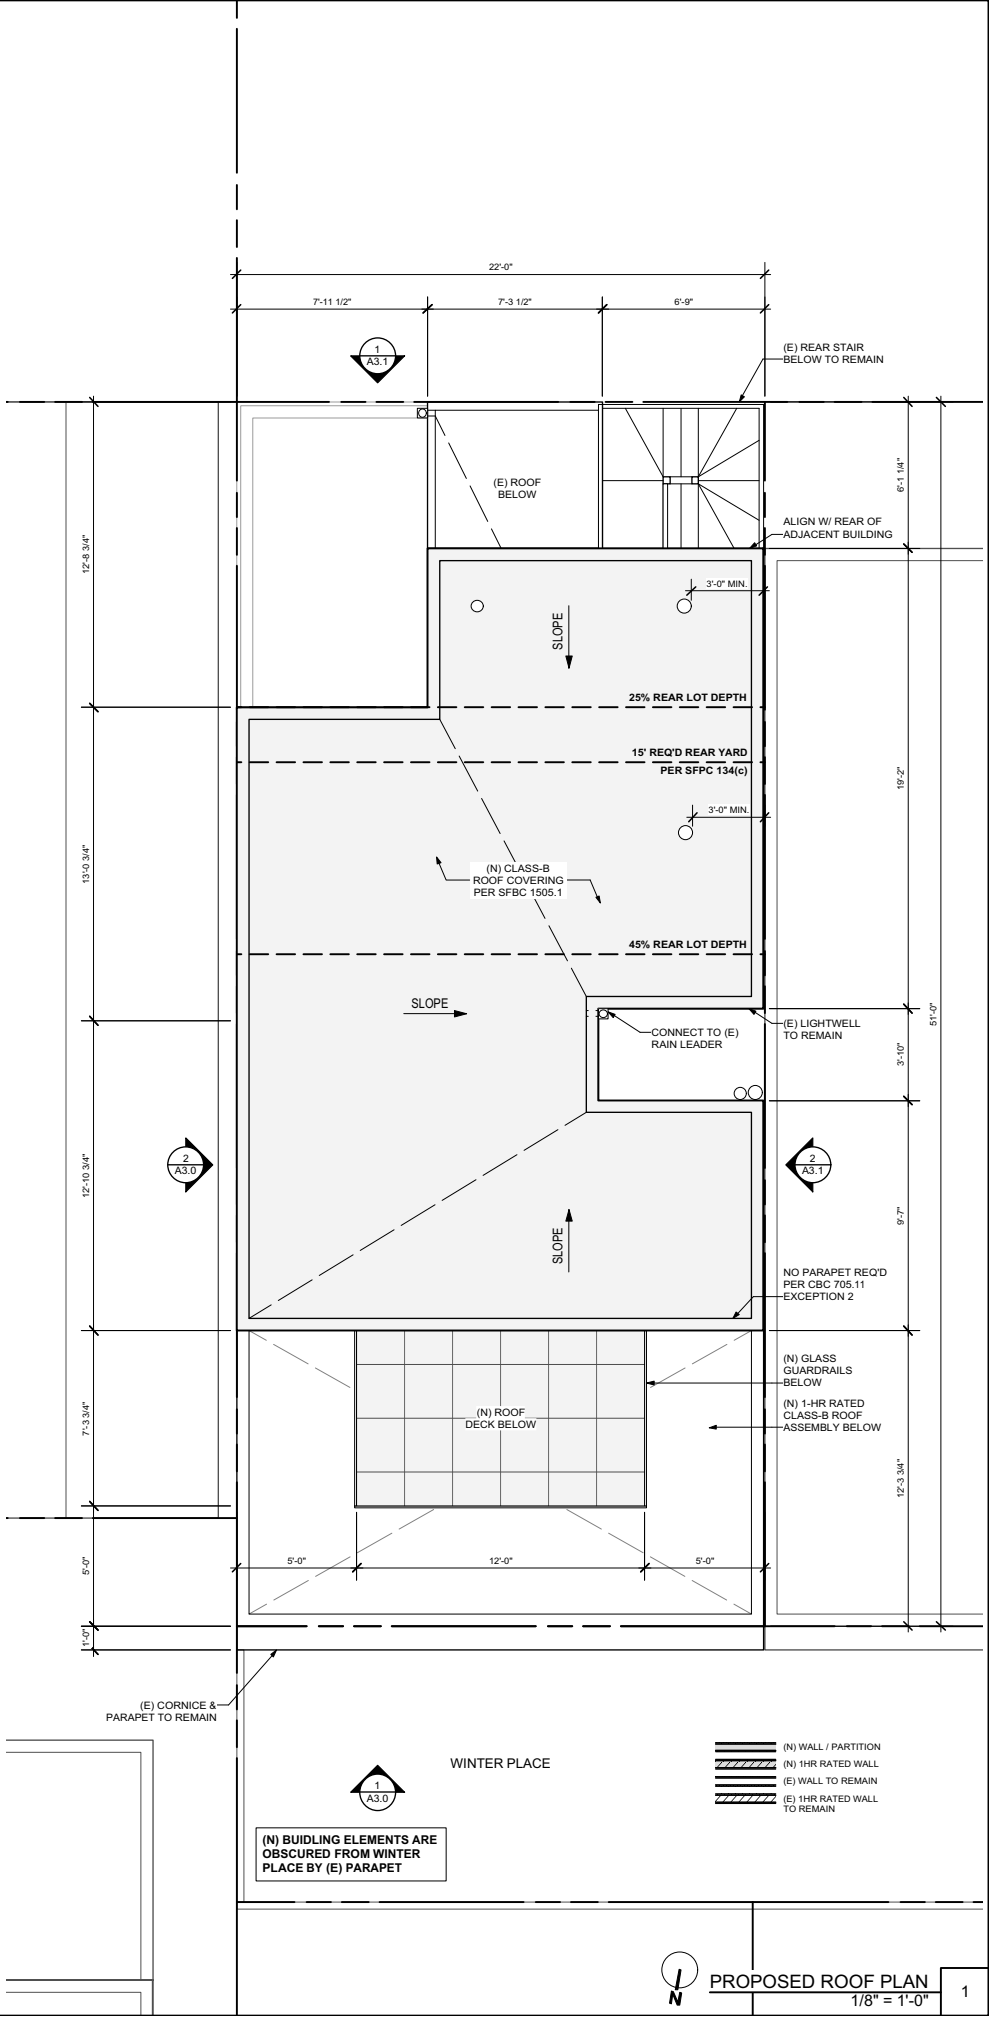 22'-0"
7'-11 1/2"
7'-3 1/2"
6'-9"
1
A3.1
(E) REAR STAIR
BELOW TO REMAIN
(E) ROOF
BELOW
6'-1 1/4"
ALIGN W/ REAR OF
ADJACENT BUILDING
12'-8 3/4"
3'-0" MIN.
SLOPE
25% REAR LOT DEPTH
15' REQ'D REAR YARD
PER SFPC 134(c)
19'-2"
3'-0" MIN.
13'-0 3/4"
(N) CLASS-B
ROOF COVERING
PER SFBC 1505.1
45% REAR LOT DEPTH
SLOPE
CONNECT TO (E)
RAIN LEADER
(E) LIGHTWELL
TO REMAIN
51'-0"
3'-10"
2
A3.0
12'-10 3/4"
2
A3.1
9'-7"
SLOPE
NO PARAPET REQ'D
PER CBC 705.11
EXCEPTION 2
(N) GLASS
GUARDRAILS
BELOW
(N) ROOF
DECK BELOW
(N) 1-HR RATED
CLASS-B ROOF
ASSEMBLY BELOW
7'-3 3/4"
12'-3 3/4"
5'-0"
5'-0"
12'-0"
5'-0"
1'-0"
(E) CORNICE &
PARAPET TO REMAIN
WINTER PLACE
(N) WALL / PARTITION
(N) 1HR RATED WALL
(E) WALL TO REMAIN
(E) 1HR RATED WALL
TO REMAIN
1
A3.0
(N) BUIDLING ELEMENTS ARE
OBSCURED FROM WINTER
PLACE BY (E) PARAPET
N
PROPOSED ROOF PLAN
1/8" = 1'-0"
1